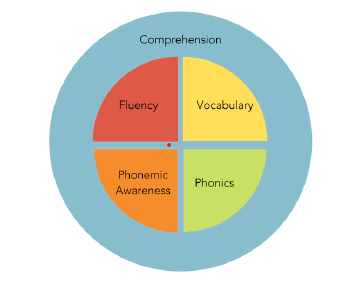 Comprehension
Fluency
Vocabulary
Phonemic
Awareness
Phonics